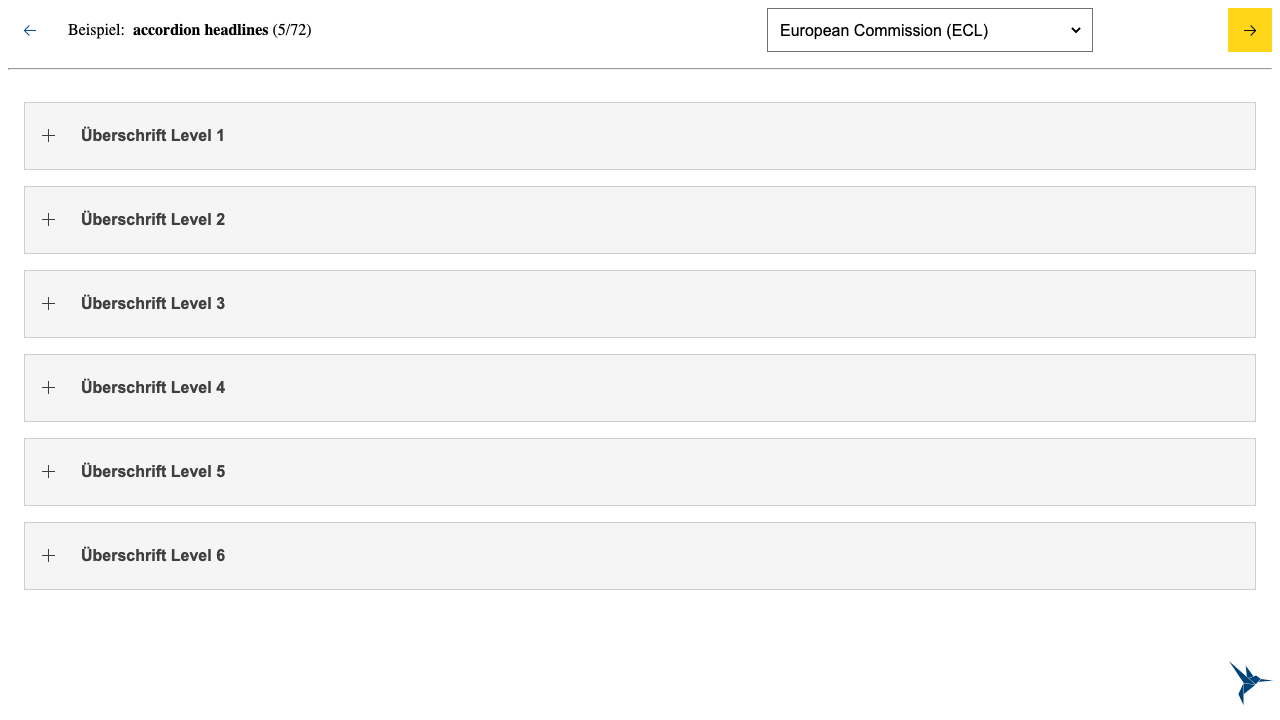 Beispiel: accordion headlines (5/72)
European Commission (ECL)
Überschrift Level 1
Überschrift Level 2
Überschrift Level 3
Überschrift Level 4
Überschrift Level 5
Überschrift Level 6